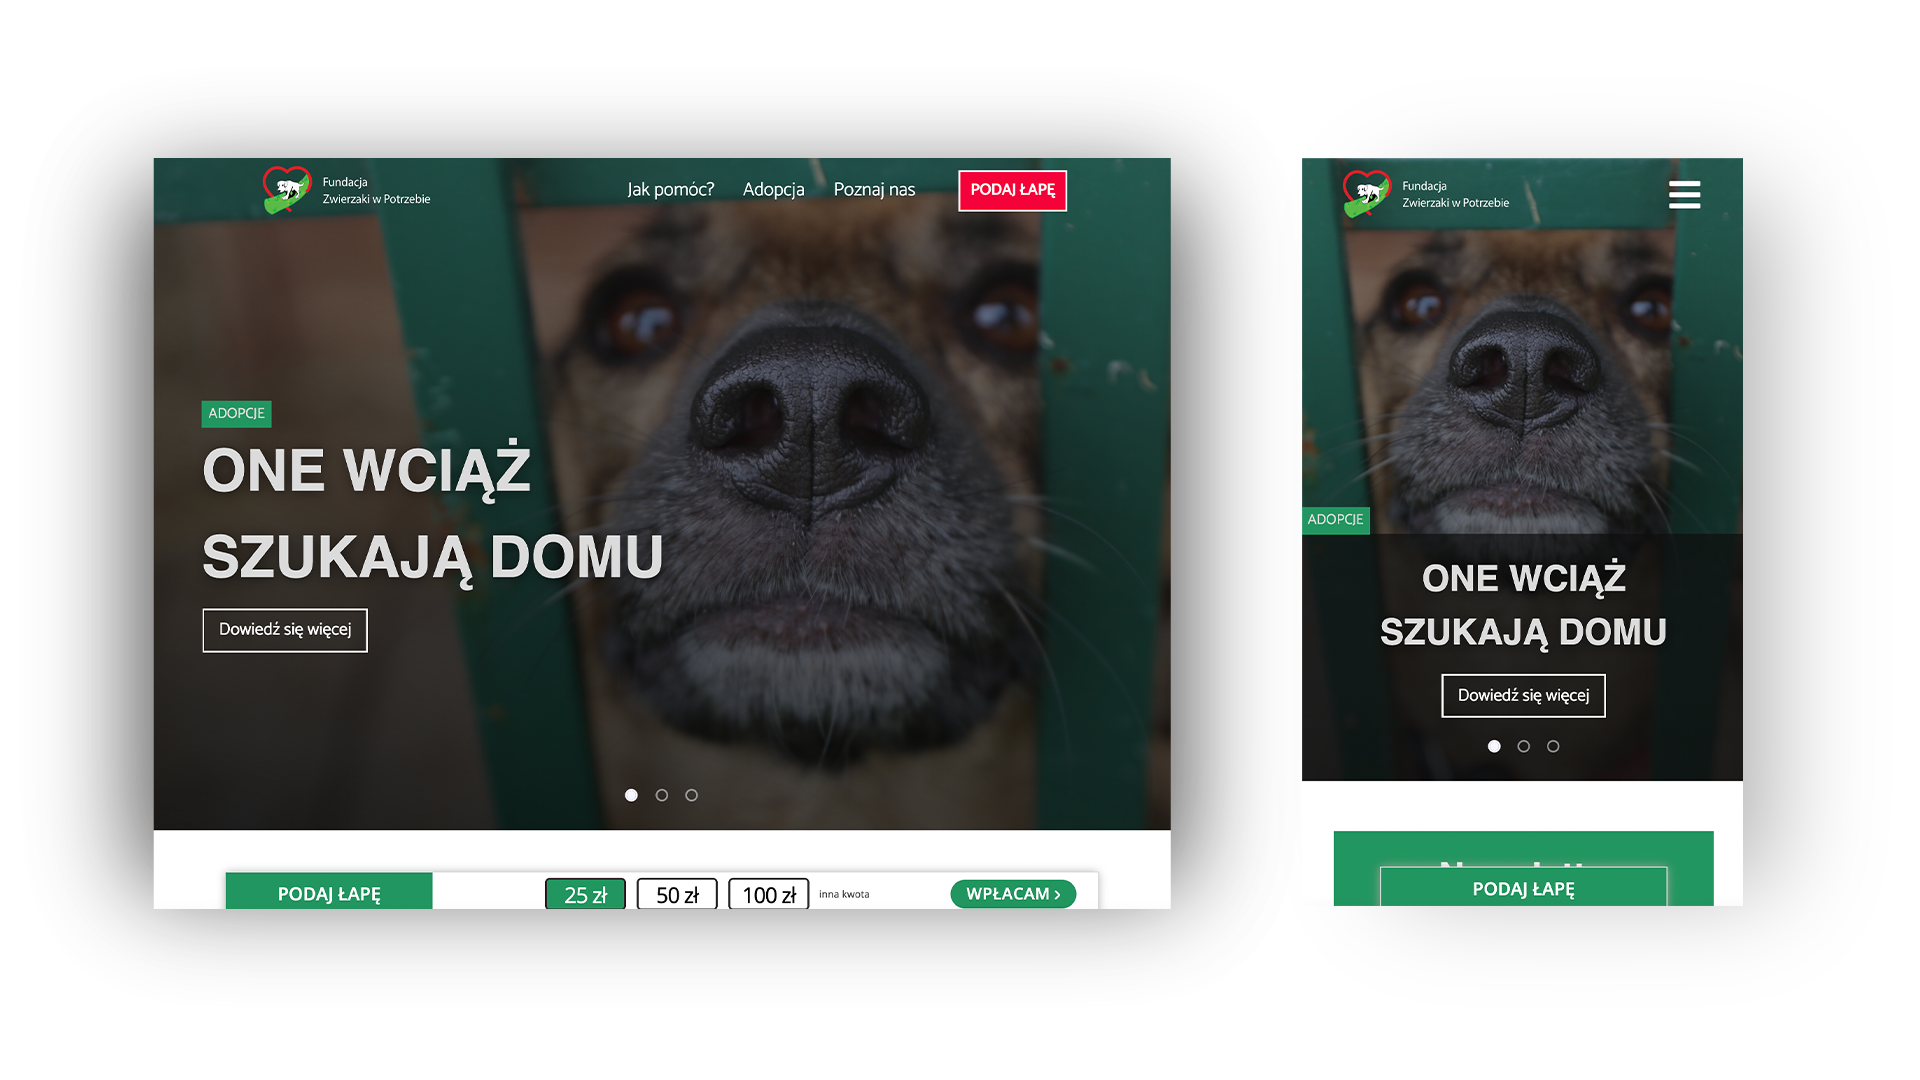 Fundacja
Zwierzaki w Potrzebie
Jak pomóc?
Adopcja
Poznaj nas
PODAJ ŁAPĘ
ADOPCJE
ONE WCIĄŻ
SZUKAJĄ DOMU
Dowiedź się więcej
PODAJ ŁAPĘ
25 zł
50 zł
100 zł
inna kwota
WPŁACAM ›
Fundacja
Zwierzaki w Potrzebie
ADOPCJE
ONE WCIĄŻ
SZUKAJĄ DOMU
Dowiedź się więcej
PODAJ ŁAPĘ